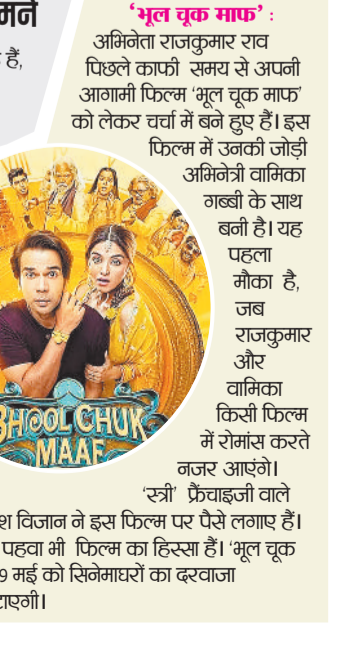 मने
हैं,
‘भूल चूक माफ’ :
अभिनेता राजकुमार राव
पिछले काफी समय से अपनी
आगामी फिल्म ‘भूल चूक माफ’
को लेकर चर्चा में बने हुए हैं। इस
फिल्म में उनकी जोड़ी
अभिनेत्री वामिका
गब्बी के साथ
बनी है। यह
पहला
मौका है,
जब
राजकुमार
और
वामिका
किसी फिल्म
में रोमांस करते
नजर आएंगे।
‘स्त्री’ फ्रैंचाइजी वाले
BHOOL CHUK
MAAF
श विजान ने इस फिल्म पर पैसे लगाए हैं।
पहवा भी फिल्म का हिस्सा हैं। ‘भूल चूक
9 मई को सिनेमाघरों का दरवाजा
टाएगी।